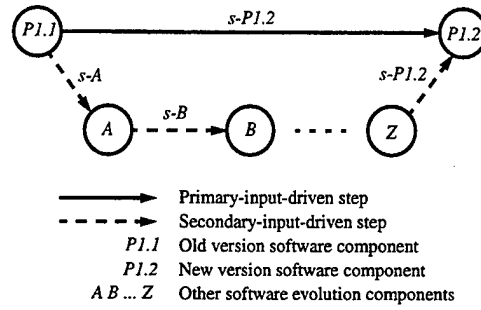 P1.1
s-P1.2
P1.2
s-A
s-P1.2
A
s-B
B
Z
Primary-input-driven step
Secondary-input-driven step
P1.1 Old version software component
P1.2 New version software component
A B ... Z Other software evolution components